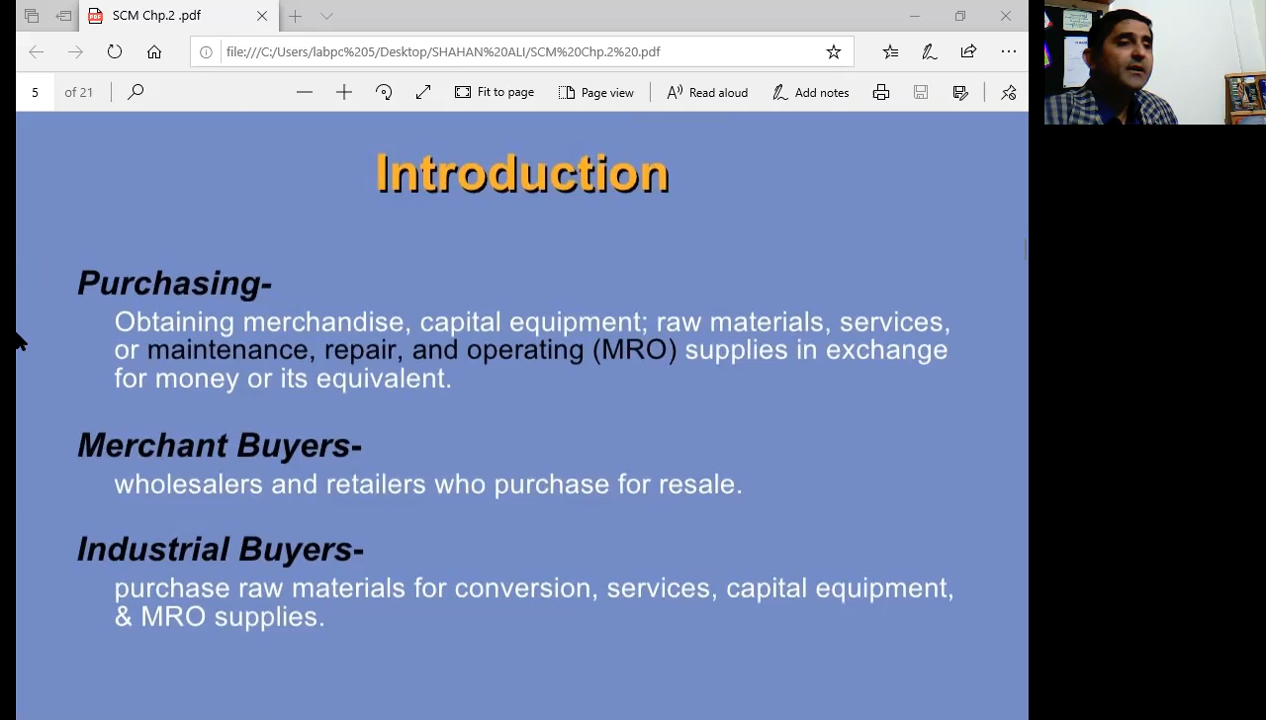 SCM Chp.2 .pdf
file:///C:/Users/labpc%205/Desktop/SHAHAN%20ALI/SCM%20Chp.2%20.pdf
5 of 21 Fit to page Page view Read aloud Add notes
Introduction
Purchasing-
Obtaining merchandise, capital equipment; raw materials, services,
or maintenance, repair, and operating (MRO) supplies in exchange
for money or its equivalent.
Merchant Buyers-
wholesalers and retailers who purchase for resale.
Industrial Buyers-
purchase raw materials for conversion, services, capital equipment,
& MRO supplies.